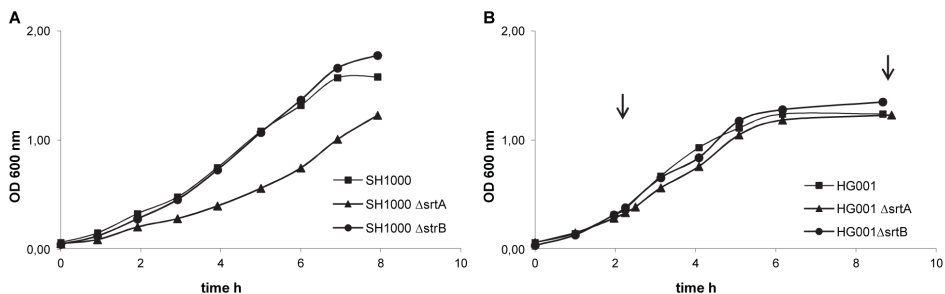 A
2,00
1,00
0,00
OD 600 nm
0 2 4 6 8 10
time h
SH1000
SH1000 ΔsrtA
SH1000 ΔstrB
B
2,00
1,00
0,00
OD 600 nm
0 2 4 6 8 10
time h
HG001
HG001 ΔsrtA
HG001ΔsrtB